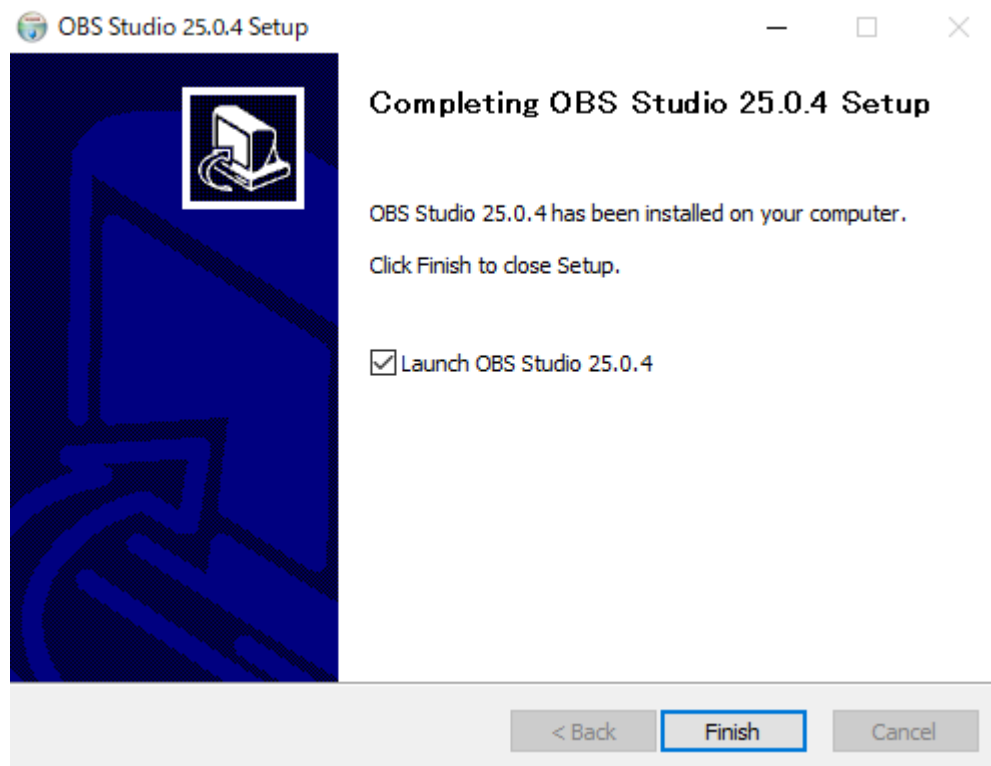 OBS Studio 25.0.4 Setup
Completing OBS Studio 25.0.4 Setup
OBS Studio 25.0.4 has been installed on your computer.
Click Finish to close Setup.
Launch OBS Studio 25.0.4
< Back
Finish
Cancel